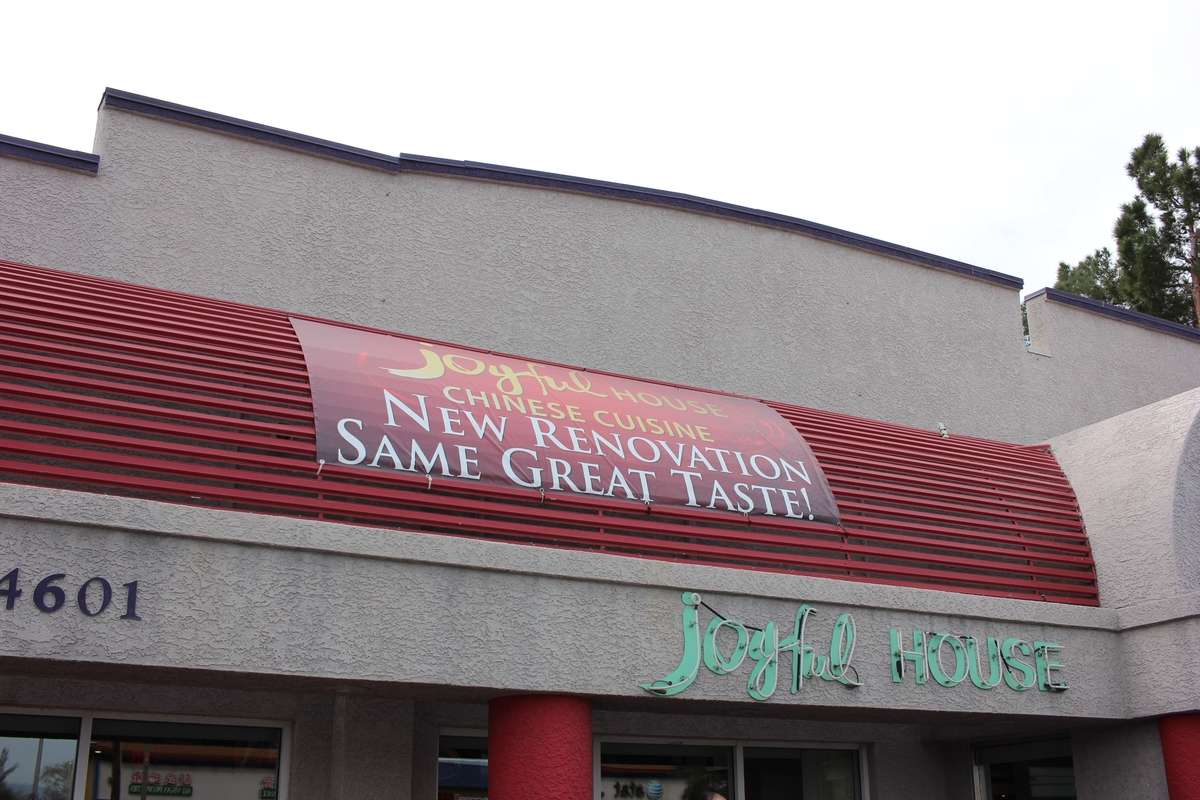 Joyful HOUSE
CHINESE CUISINE
NEW RENOVATION
SAME GREAT TASTE!
4601
Joyful HOUSE